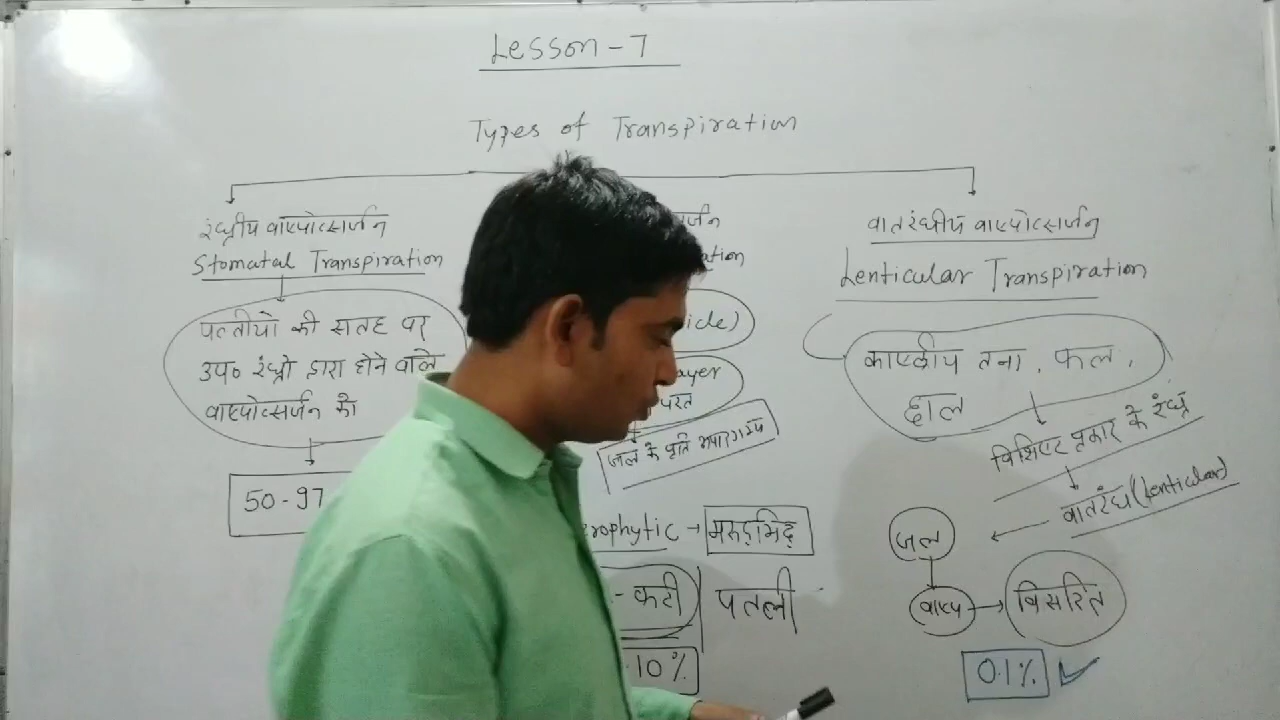 Lesson - 7
Types of Transpiration
रंध्रीय वाष्पोत्सर्जन
Stomatal Transpiration
पत्तीयो की सतह पर
उप० रंध्रो द्वारा होने वाले
वाष्पोत्सर्जन को
50-97
र्जन
ation
icle)
ayer
परत
जल के प्रति
rophytic → मरुद्भिद्
- कटी | पतली
10%
वातरंध्रीय वाष्पोत्सर्जन
Lenticular Transpiration
काष्ठीय तना, फल,
छाल
विशिष्ट प्रकार के रंध्र
वातरंध्र (Lenticular)
जल
वाष्प → विसरित
0.1% ✓